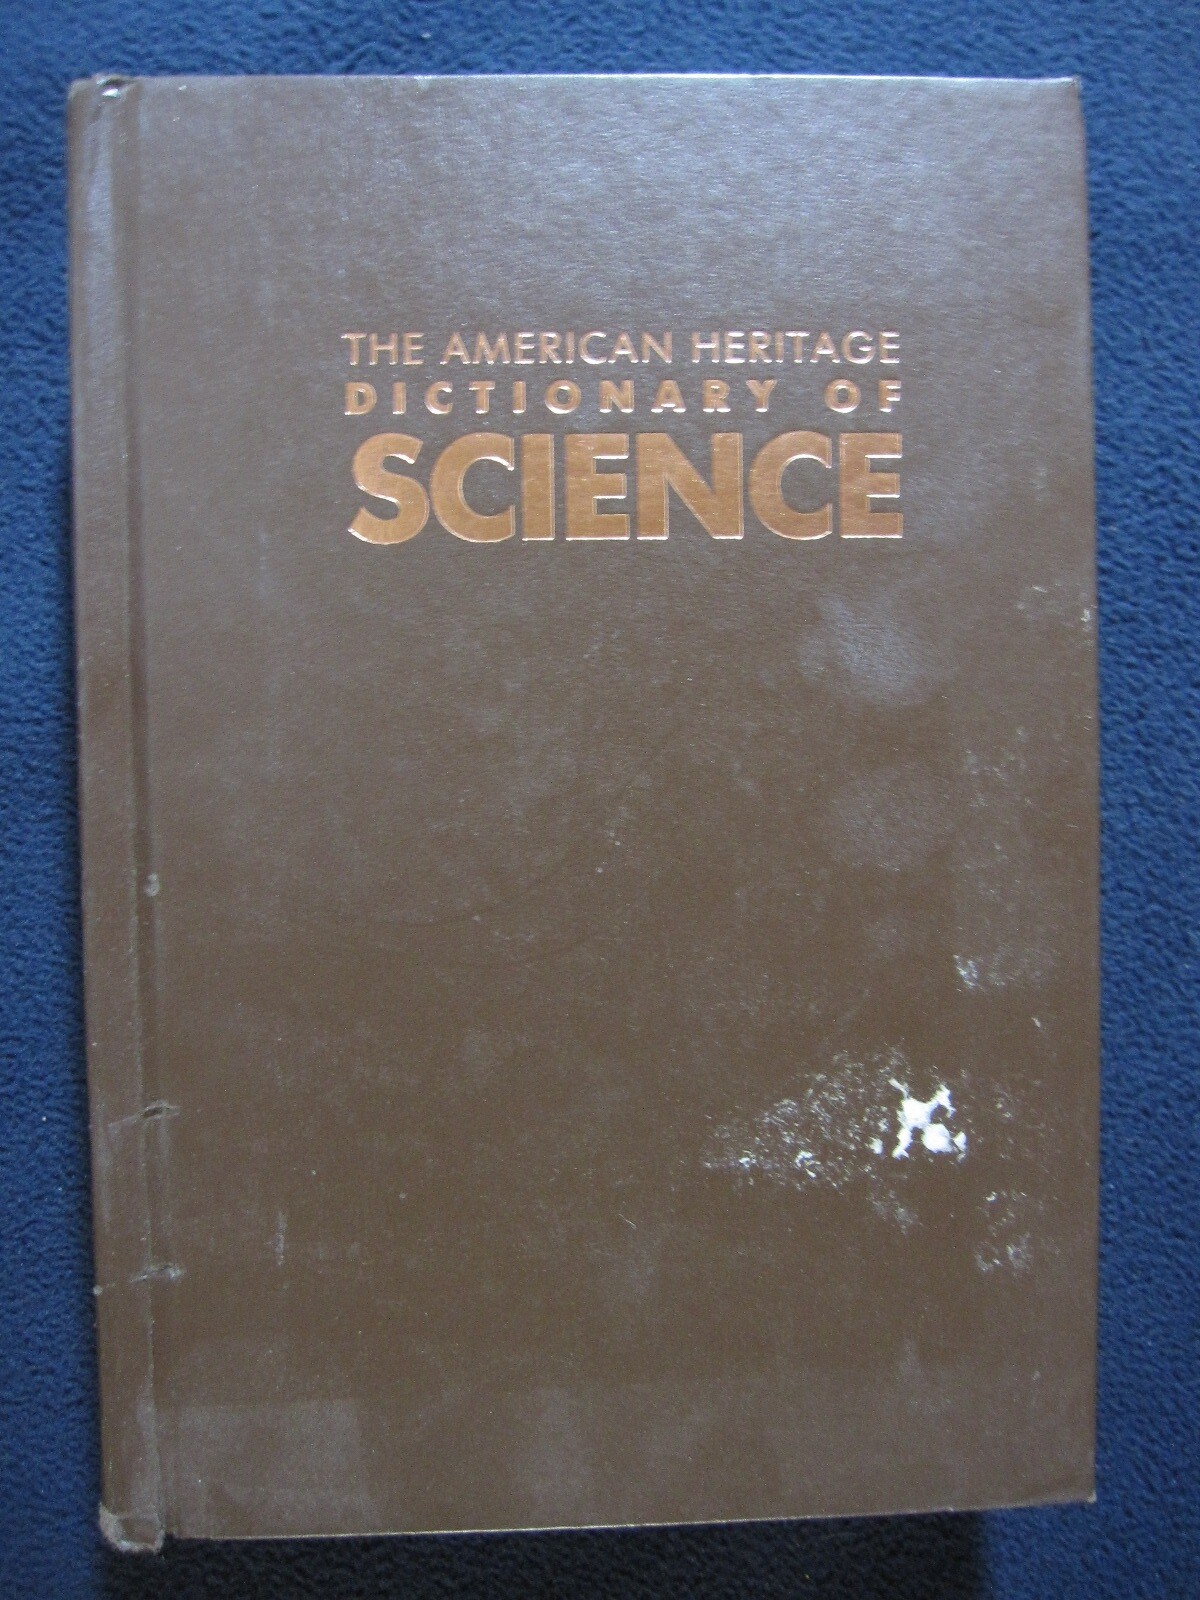 THE AMERICAN HERITAGE
DICTIONARY OF
SCIENCE